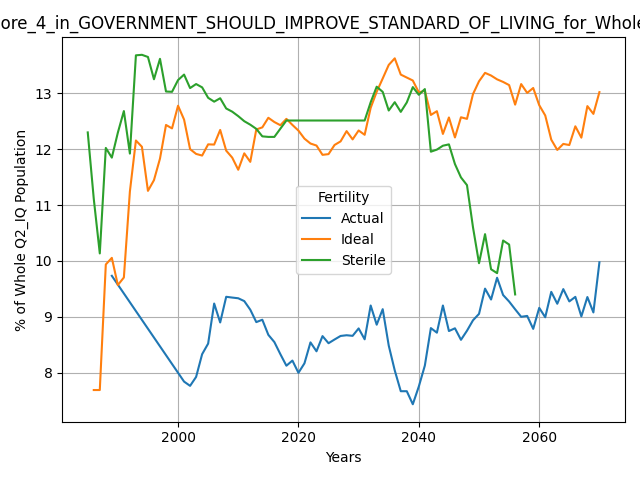 ore_4_in_GOVERNMENT_SHOULD_IMPROVE_STANDARD_OF_LIVING_for_Whole
% of Whole Q2_IQ Population
13
12
11
10
9
8
Fertility
Actual
Ideal
Sterile
2000
2020
2040
2060
Years